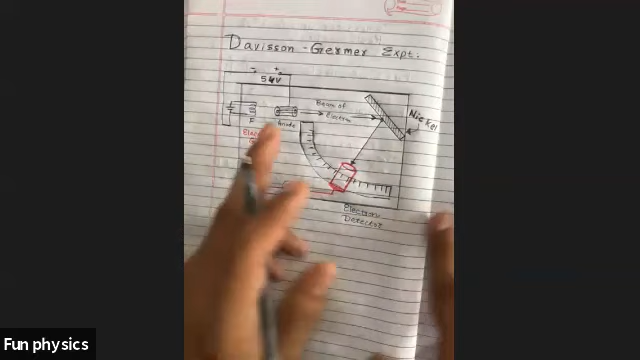 Davisson-Germer Expt.
- +
54V
Beam of
Electron
Nickel
F
Anode
Electron
Detector
Fun physics